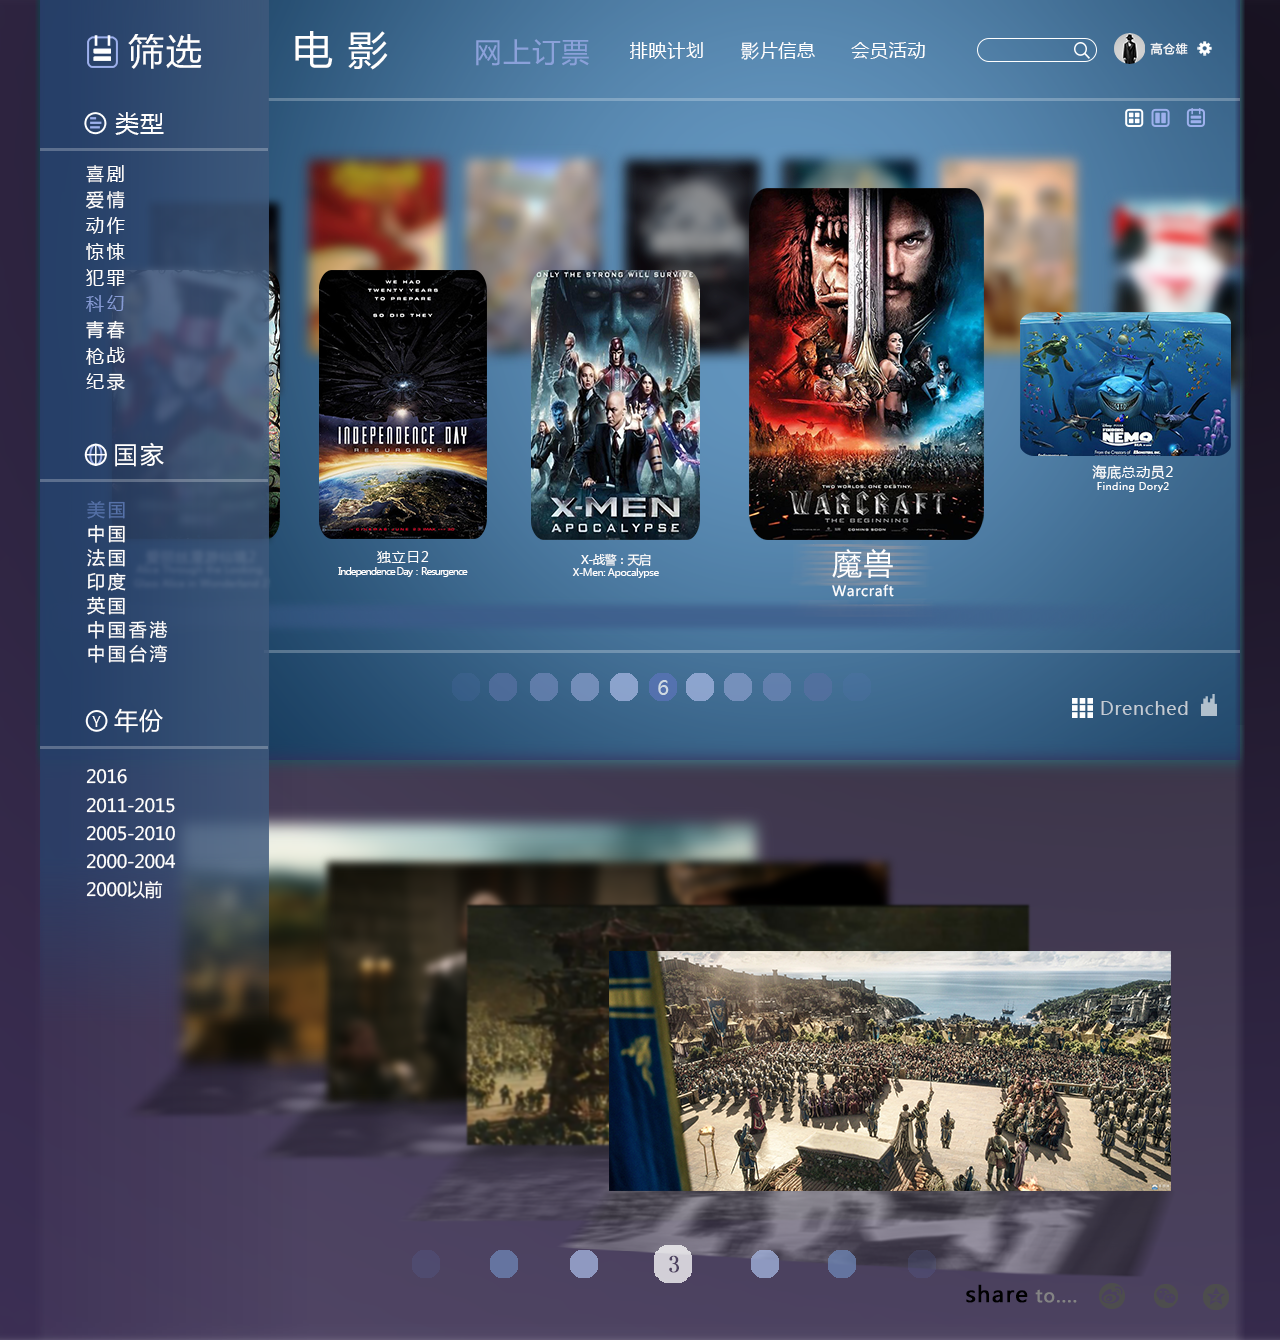 筛选
电 影
网上订票
排映计划
影片信息
会员活动
高仓雄
类型
喜剧
爱情
动作
惊悚
犯罪
科幻
青春
枪战
纪录
国家
美国
中国
法国
印度
英国
中国香港
中国台湾
年份
2016
2011-2015
2005-2010
2000-2004
2000以前
WE HAD
TWENTY YEARS
TO PREPARE
SO DID THEY
INDEPENDENCE DAY
RESURGENCE
独立日2
Independence Day : Resurgence
ONLY THE STRONG WILL SURVIVE
X-MEN
APOCALYPSE
X-战警：天启
X-Men: Apocalypse
TWO WORLDS. ONE DESTINY.
WARCRAFT
THE BEGINNING
COMING SOON
魔兽
Warcraft
FINDING
NEMO
海底总动员2
Finding Dory2
6
Drenched
3
share to....